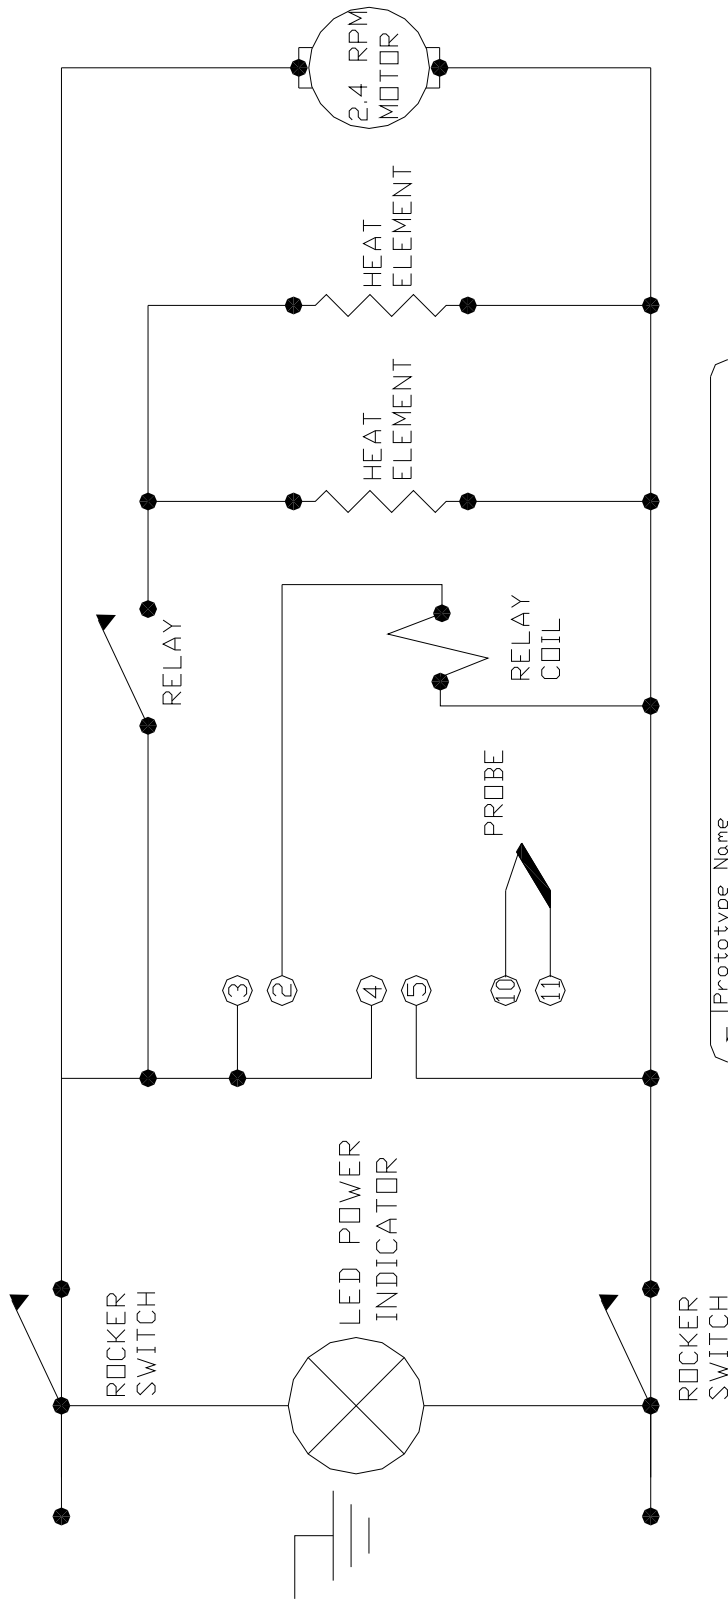 2.4 RPM
MOTOR
HEAT
ELEMENT
HEAT
ELEMENT
RELAY
RELAY
COIL
PROBE
3
2
4
5
10
11
LED POWER
INDICATOR
ROCKER
SWITCH
ROCKER
SWITCH
Prototype Name